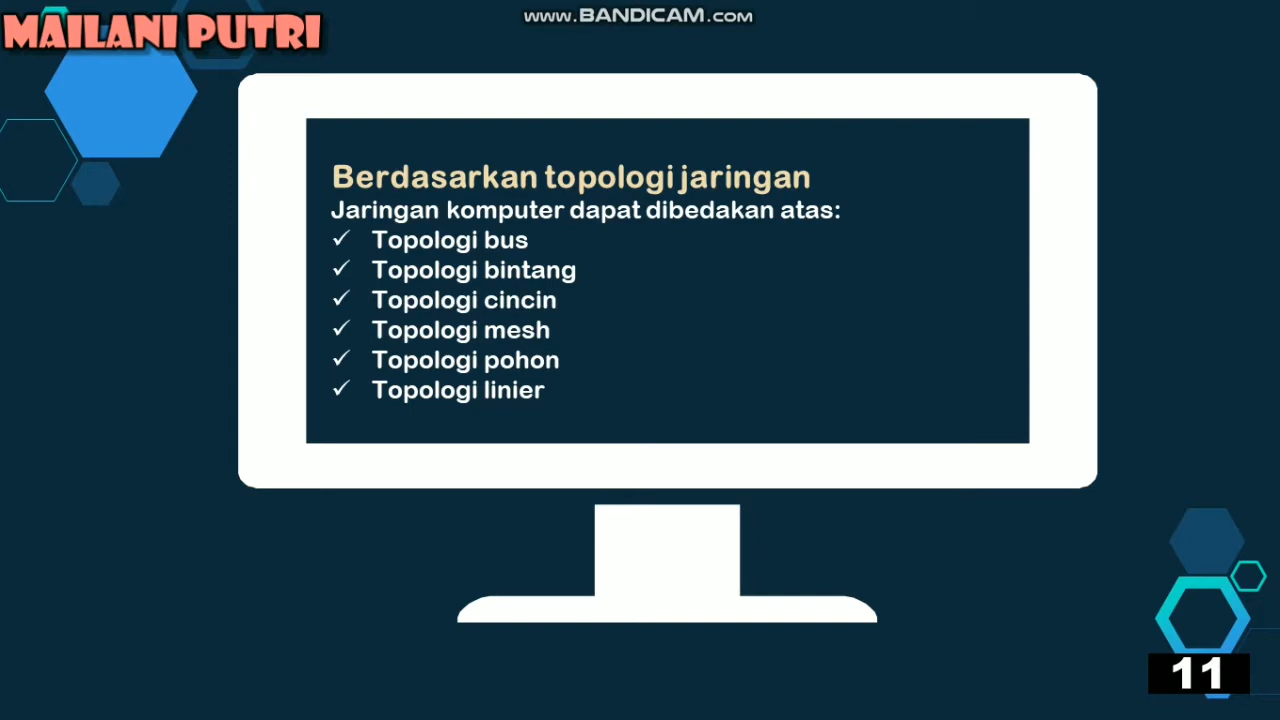 MAILANI PUTRI
www.BANDICAM.com
Berdasarkan topologi jaringan
Jaringan komputer dapat dibedakan atas:
✓ Topologi bus
✓ Topologi bintang
✓ Topologi cincin
✓ Topologi mesh
✓ Topologi pohon
✓ Topologi linier
11